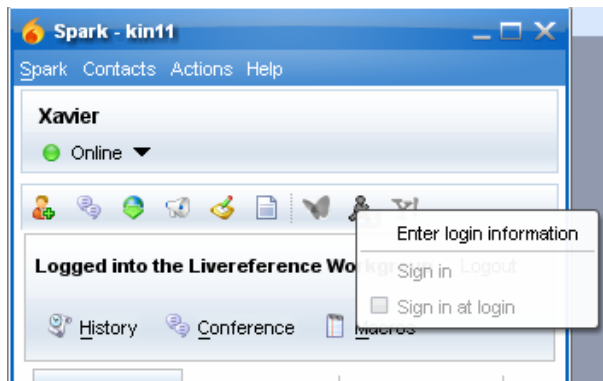 Spark - kin11
Spark Contacts Actions Help
Xavier
Online
Y!
Enter login information
Logged into the Livereference Workgroup Logout
Sign in
Sign in at login
History Conference Macros